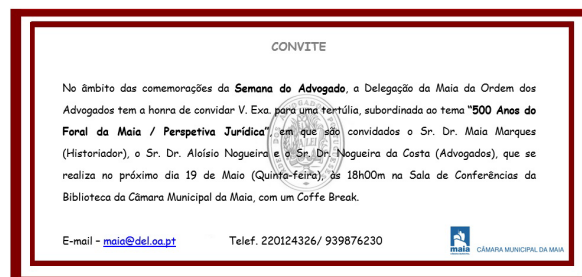 CONVITE
No âmbito das comemorações da Semana do Advogado, a Delegação da Maia da Ordem dos
Advogados tem a honra de convidar V. Exa. para uma tertúlia, subordinada ao tema "500 Anos do
Foral da Maia / Perspetiva Jurídica", em que são convidados o Sr. Dr. Maia Marques
(Historiador), o Sr. Dr. Aloísio Nogueira e o Sr. Dr. Nogueira da Costa (Advogados), que se
realiza no próximo dia 19 de Maio (Quinta-feira), às 18h00m na Sala de Conferências da
Biblioteca da Câmara Municipal da Maia, com um Coffe Break.
E-mail – maia@del.oa.pt Telef. 220124326/ 939876230
maia
CÂMARA MUNICIPAL DA MAIA